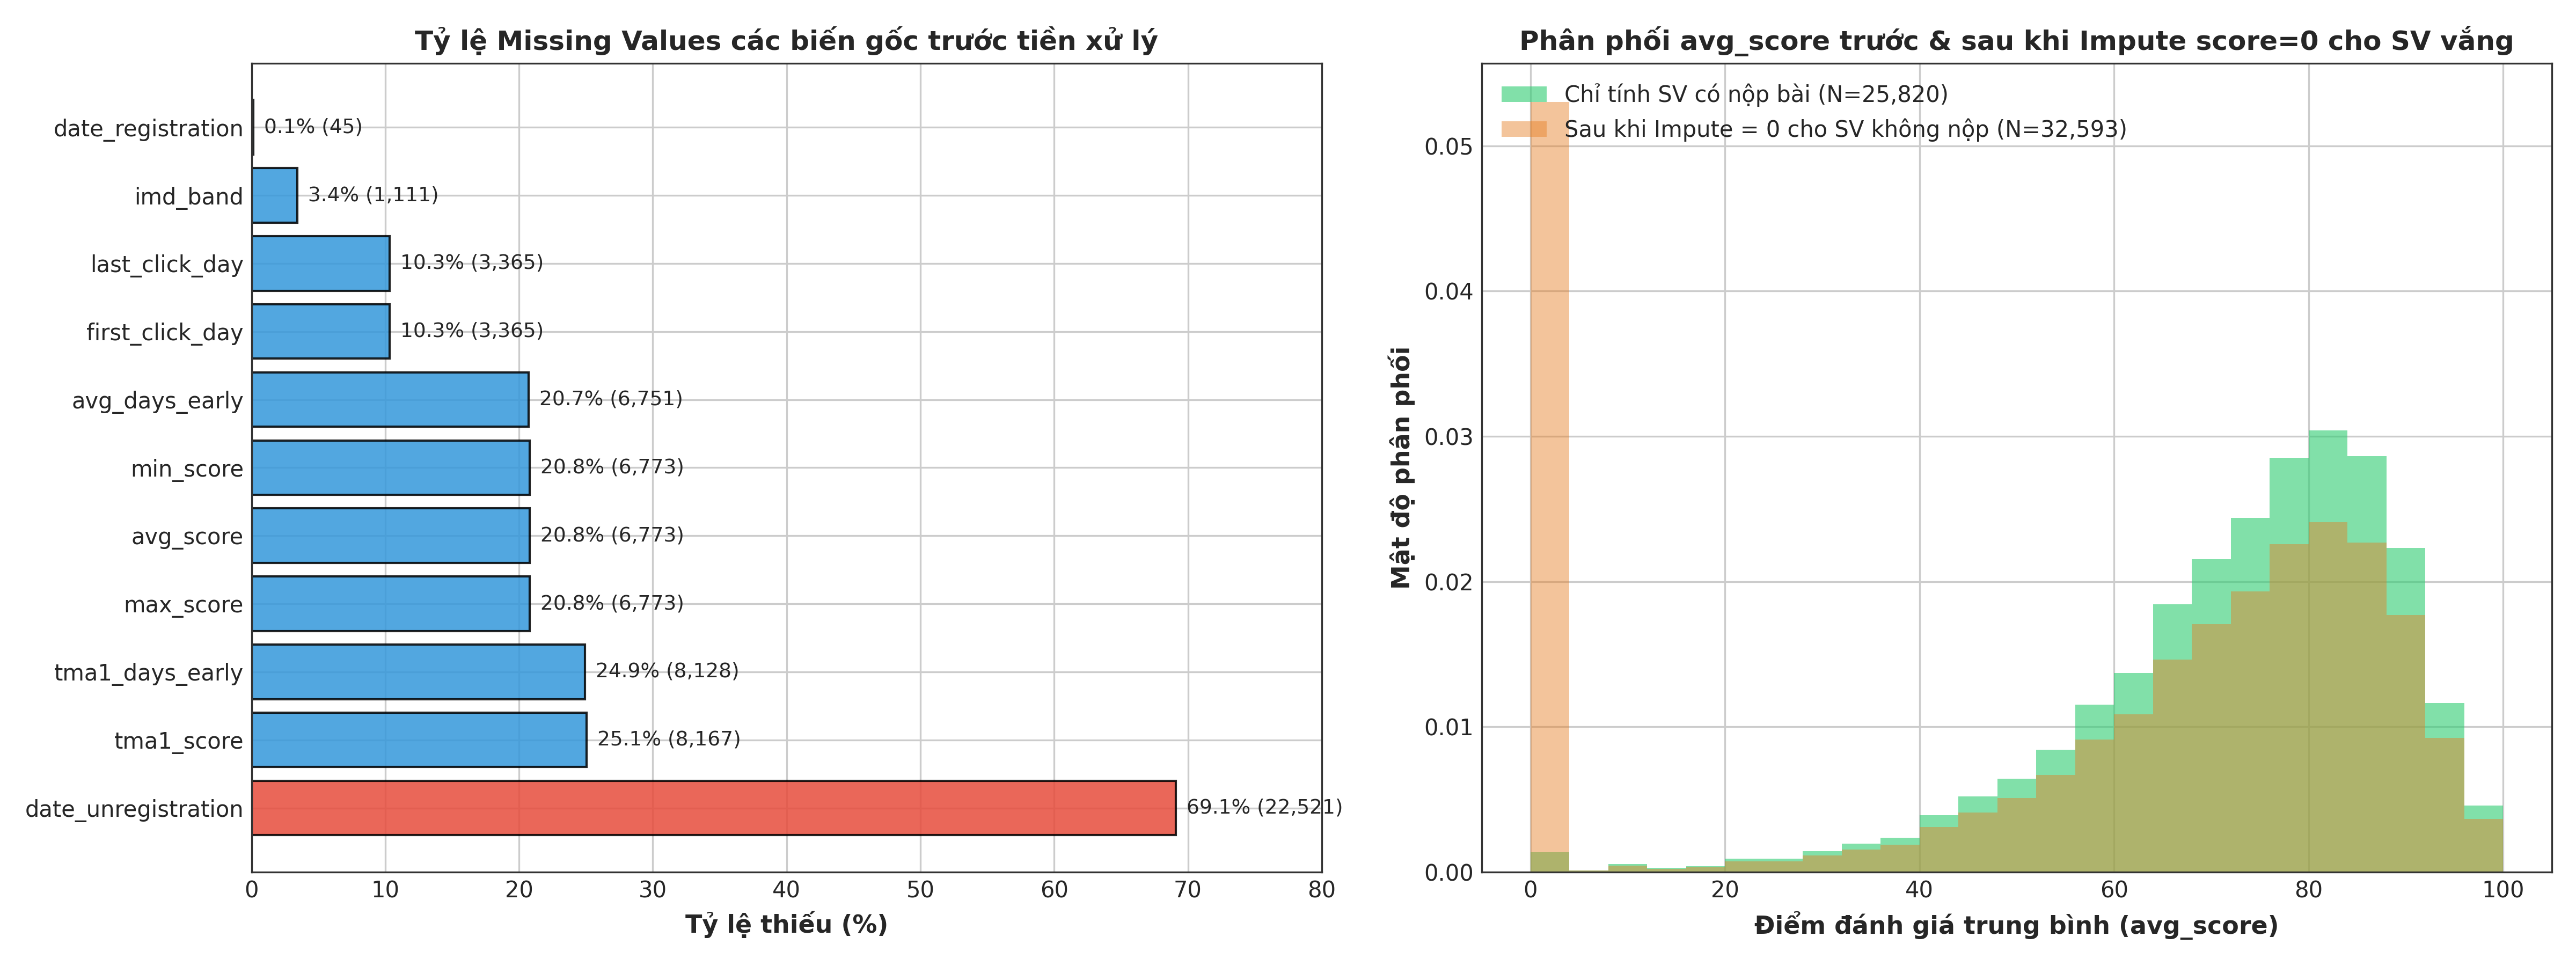 Tỷ lệ Missing Values các biến gốc trước tiền xử lý
date_registration
0.1% (45)
imd_band
3.4% (1,111)
last_click_day
10.3% (3,365)
first_click_day
10.3% (3,365)
avg_days_early
20.7% (6,751)
min_score
20.8% (6,773)
avg_score
20.8% (6,773)
max_score
20.8% (6,773)
tma1_days_early
24.9% (8,128)
tma1_score
25.1% (8,167)
date_unregistration
69.1% (22,521)
0 10 20 30 40 50 60 70 80
Tỷ lệ thiếu (%)
Phân phối avg_score trước & sau khi Impute score=0 cho SV vắng
Chỉ tính SV có nộp bài (N=25,820)
Sau khi Impute = 0 cho SV không nộp (N=32,593)
Mật độ phân phối
0.05
0.04
0.03
0.02
0.01
0.00
0 20 40 60 80 100
Điểm đánh giá trung bình (avg_score)